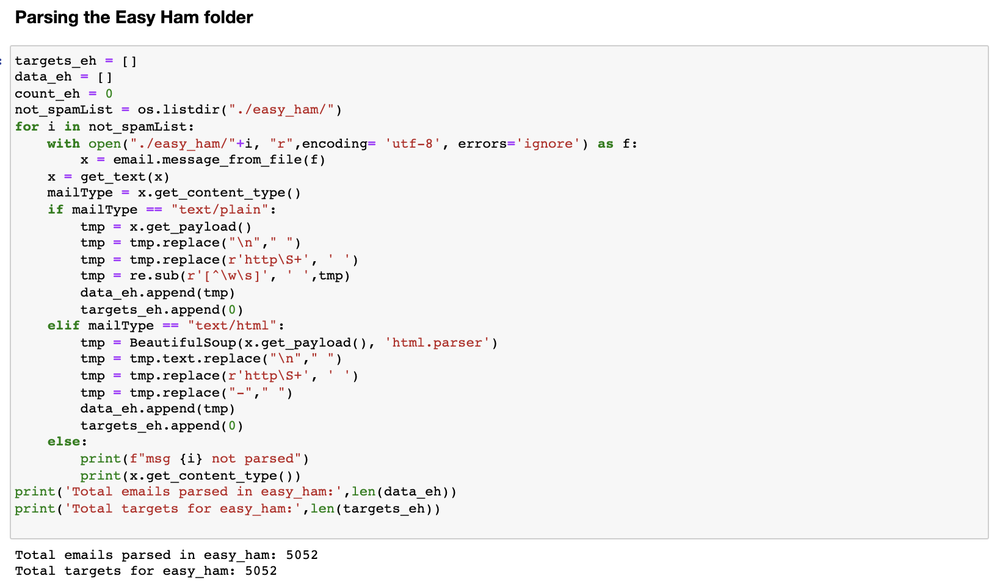 Parsing the Easy Ham folder
:
targets_eh = []
data_eh = []
count_eh = 0
not_spamList = os.listdir("./easy_ham/")
for i in not_spamList:
    with open("./easy_ham/"+i, "r",encoding= 'utf-8', errors='ignore') as f:
        x = email.message_from_file(f)
    x = get_text(x)
    mailType = x.get_content_type()
    if mailType == "text/plain":
        tmp = x.get_payload()
        tmp = tmp.replace("\n"," ")
        tmp = tmp.replace(r'http\S+', ' ')
        tmp = re.sub(r'[^\w\s]', ' ',tmp)
        data_eh.append(tmp)
        targets_eh.append(0)
    elif mailType == "text/html":
        tmp = BeautifulSoup(x.get_payload(), 'html.parser')
        tmp = tmp.text.replace("\n"," ")
        tmp = tmp.replace(r'http\S+', ' ')
        tmp = tmp.replace("-"," ")
        data_eh.append(tmp)
        targets_eh.append(0)
    else:
        print(f"msg {i} not parsed")
        print(x.get_content_type())
print('Total emails parsed in easy_ham:',len(data_eh))
print('Total targets for easy_ham:',len(targets_eh))
Total emails parsed in easy_ham: 5052
Total targets for easy_ham: 5052